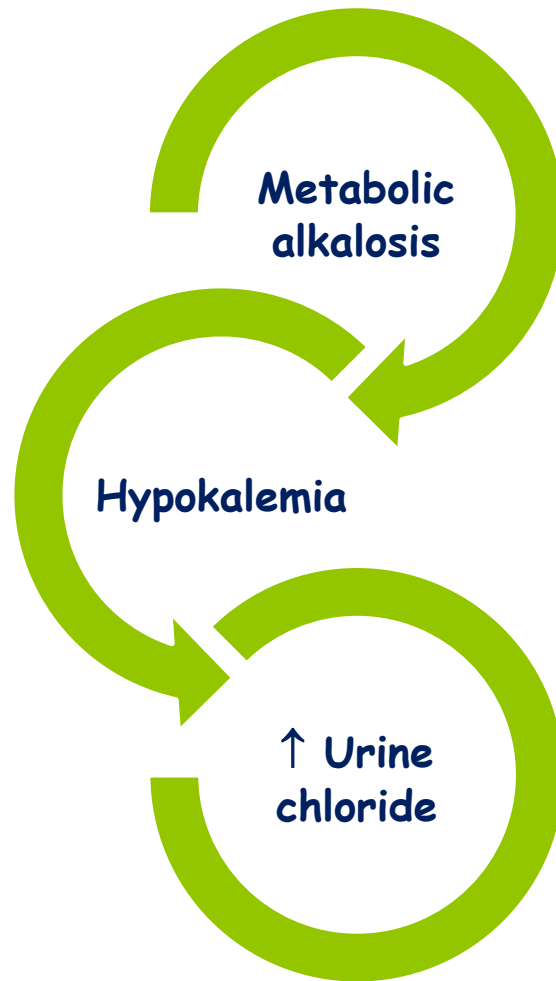 Metabolic
alkalosis
Hypokalemia
↑ Urine
chloride